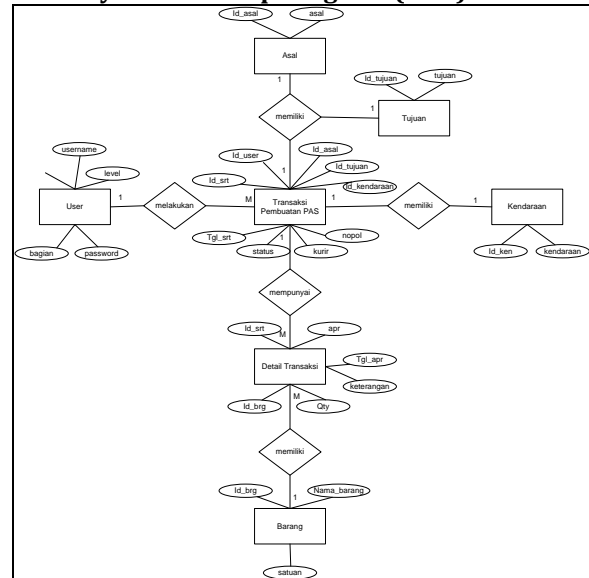 Id_asal
asal
Asal
1
Id_tujuan
tujuan
memiliki
1
Tujuan
username
Id_user
1
Id_asal
level
Id_tujuan
Id_srt
Id_kendaraan
User
1
melakukan
M
Transaksi
Pembuatan PAS
1
memiliki
1
Kendaraan
bagian
password
Tgl_srt
status
1
kurir
nopol
Id_ken
kendaraan
mempunyai
Id_srt
M
apr
Detail Transaksi
Tgl_apr
keterangan
Id_brg
M
Qty
memiliki
Id_brg
1
Nama_barang
Barang
satuan